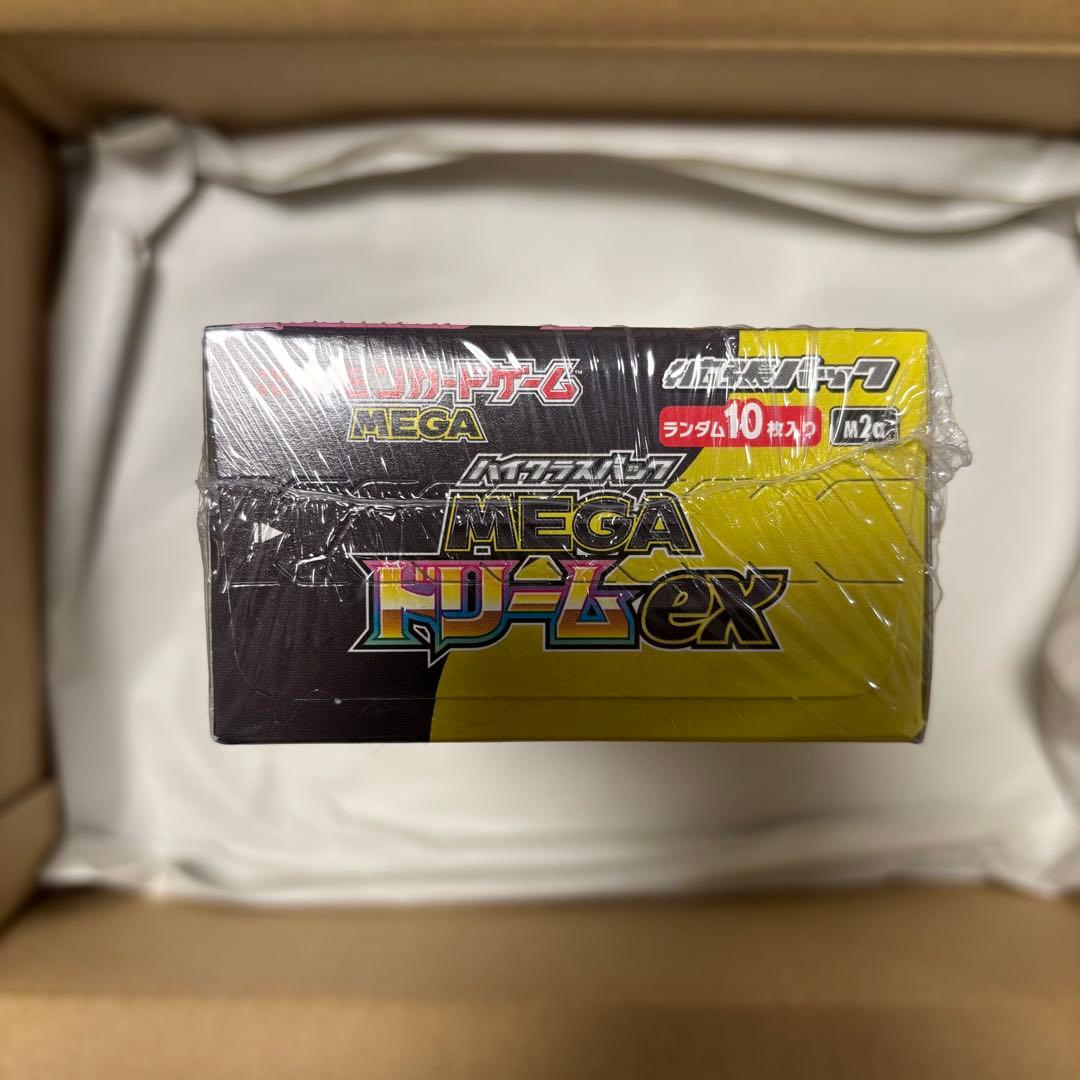 ポケモンカードゲーム™
MEGA
拡張パック
ランダム10枚入り
M2a
ハイクラスパック
MEGA
ドリームex